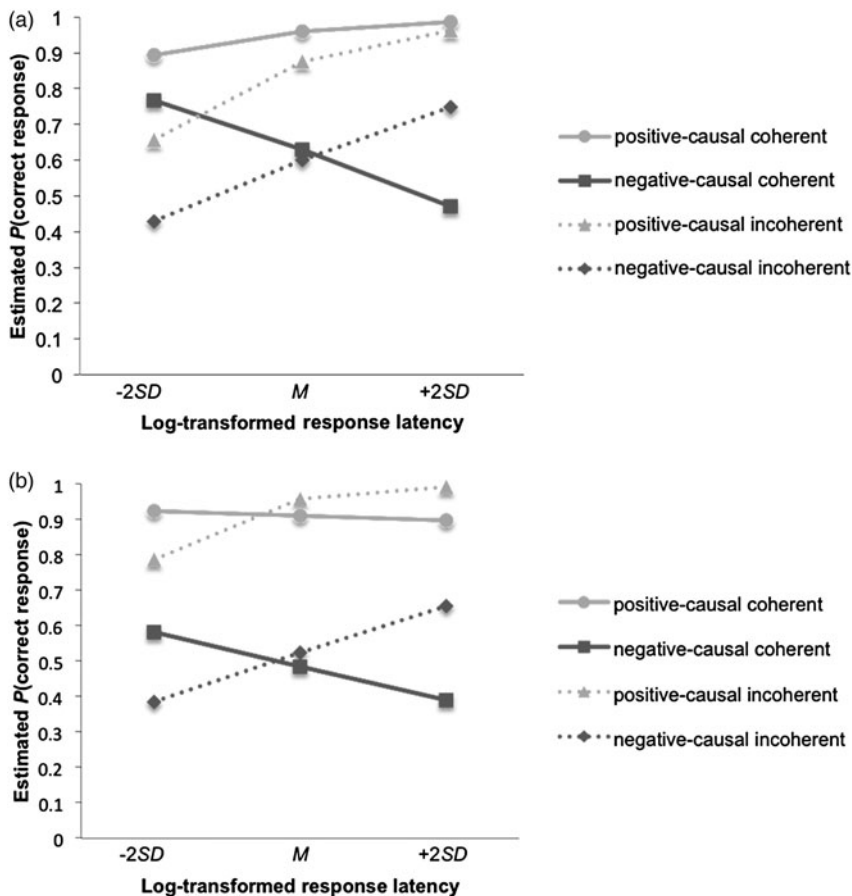 (a)
1
0.9
0.8
0.7
0.6
0.5
0.4
0.3
0.2
0.1
0
Estimated P(correct response)
-2SD M +2SD
Log-transformed response latency
positive-causal coherent
negative-causal coherent
positive-causal incoherent
negative-causal incoherent
(b)
1
0.9
0.8
0.7
0.6
0.5
0.4
0.3
0.2
0.1
0
Estimated P(correct response)
-2SD M +2SD
Log-transformed response latency
positive-causal coherent
negative-causal coherent
positive-causal incoherent
negative-causal incoherent